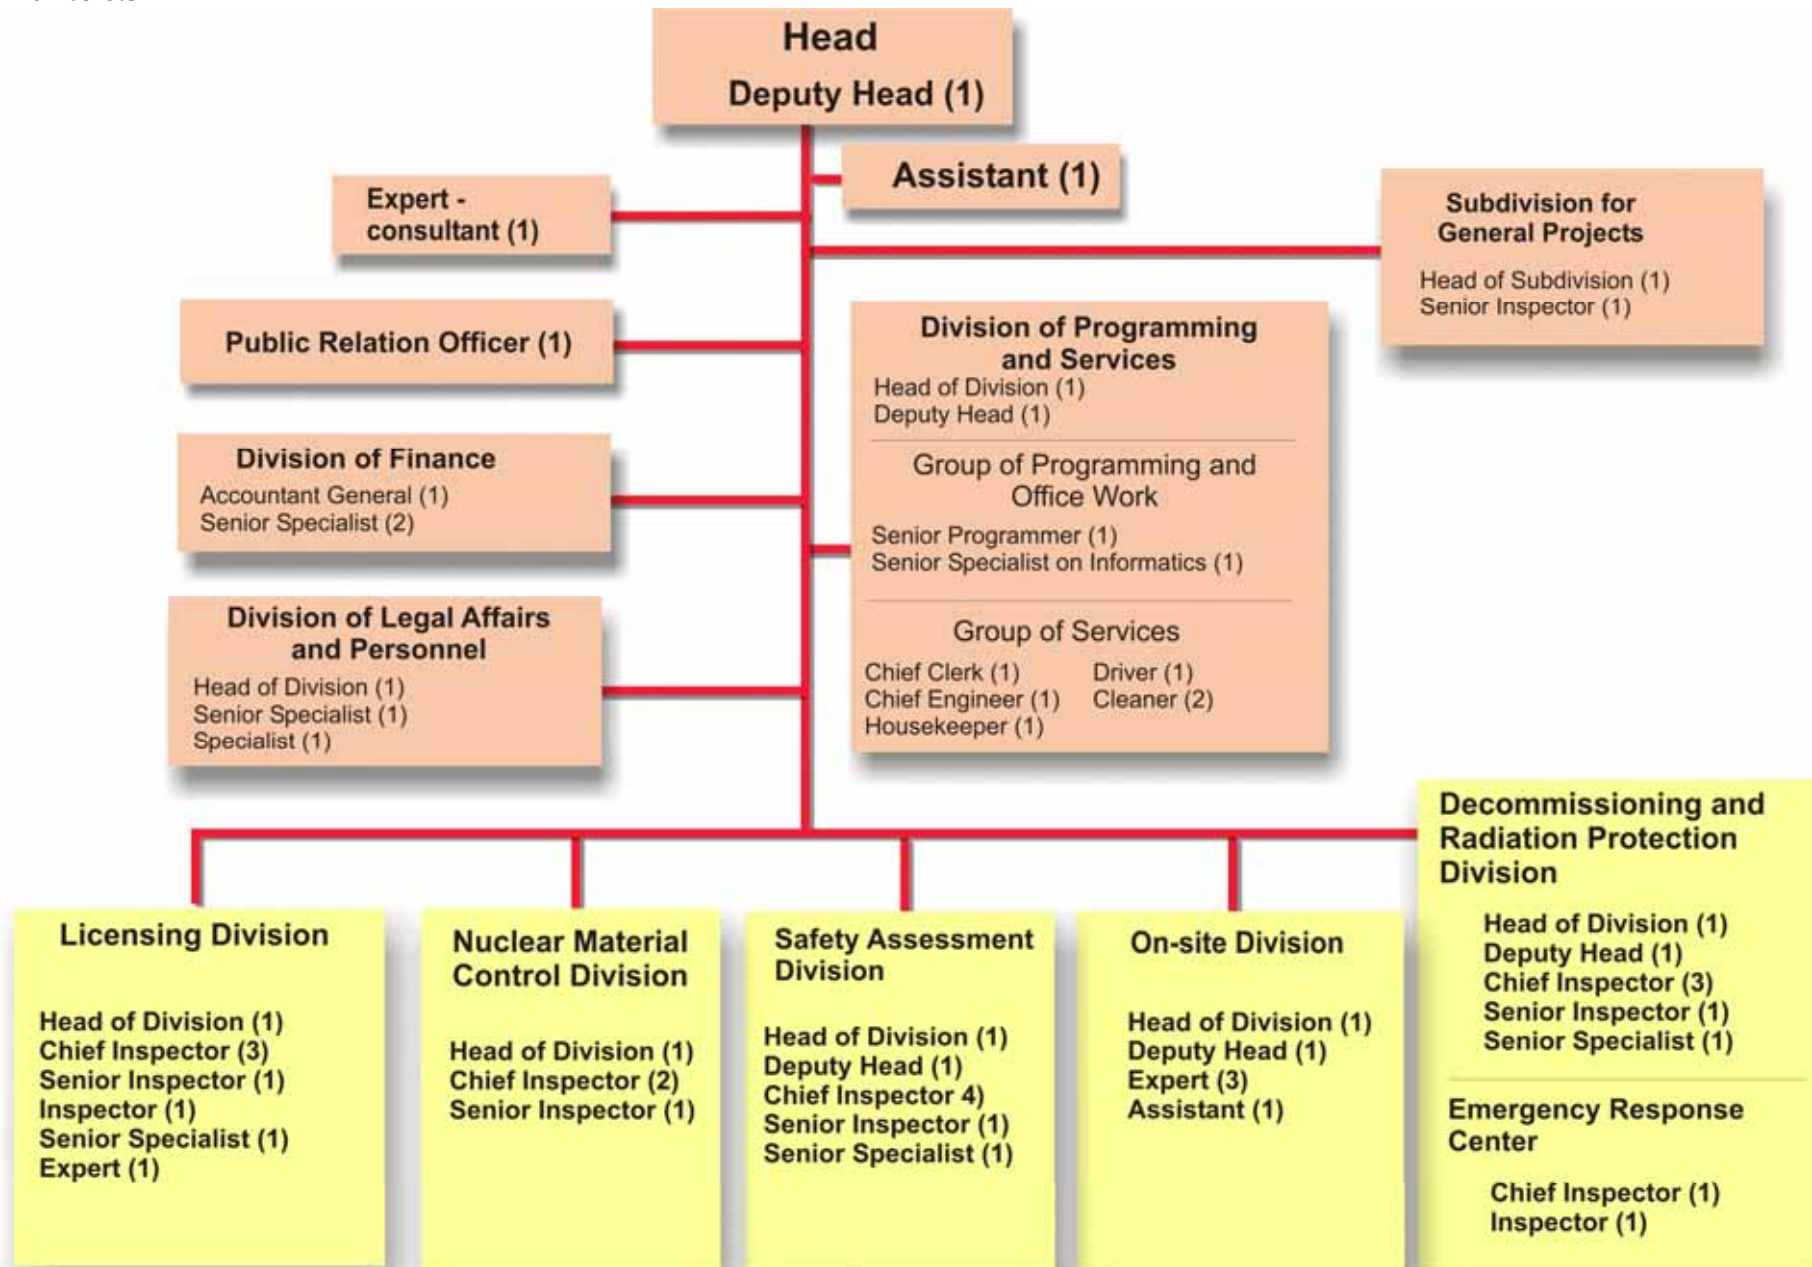 Head
Deputy Head (1)
Assistant (1)
Expert -
consultant (1)
Subdivision for
General Projects
Head of Subdivision (1)
Senior Inspector (1)
Public Relation Officer (1)
Division of Programming
and Services
Head of Division (1)
Deputy Head (1)
Group of Programming and
Office Work
Senior Programmer (1)
Senior Specialist on Informatics (1)
Group of Services
Chief Clerk (1)
Chief Engineer (1)
Housekeeper (1)
Driver (1)
Cleaner (2)
Division of Finance
Accountant General (1)
Senior Specialist (2)
Division of Legal Affairs
and Personnel
Head of Division (1)
Senior Specialist (1)
Specialist (1)
Licensing Division
Head of Division (1)
Chief Inspector (3)
Senior Inspector (1)
Inspector (1)
Senior Specialist (1)
Expert (1)
Nuclear Material
Control Division
Head of Division (1)
Chief Inspector (2)
Senior Inspector (1)
Safety Assessment
Division
Head of Division (1)
Deputy Head (1)
Chief Inspector 4)
Senior Inspector (1)
Senior Specialist (1)
On-site Division
Head of Division (1)
Deputy Head (1)
Expert (3)
Assistant (1)
Decommissioning and
Radiation Protection
Division
Head of Division (1)
Deputy Head (1)
Chief Inspector (3)
Senior Inspector (1)
Senior Specialist (1)
Emergency Response
Center
Chief Inspector (1)
Inspector (1)